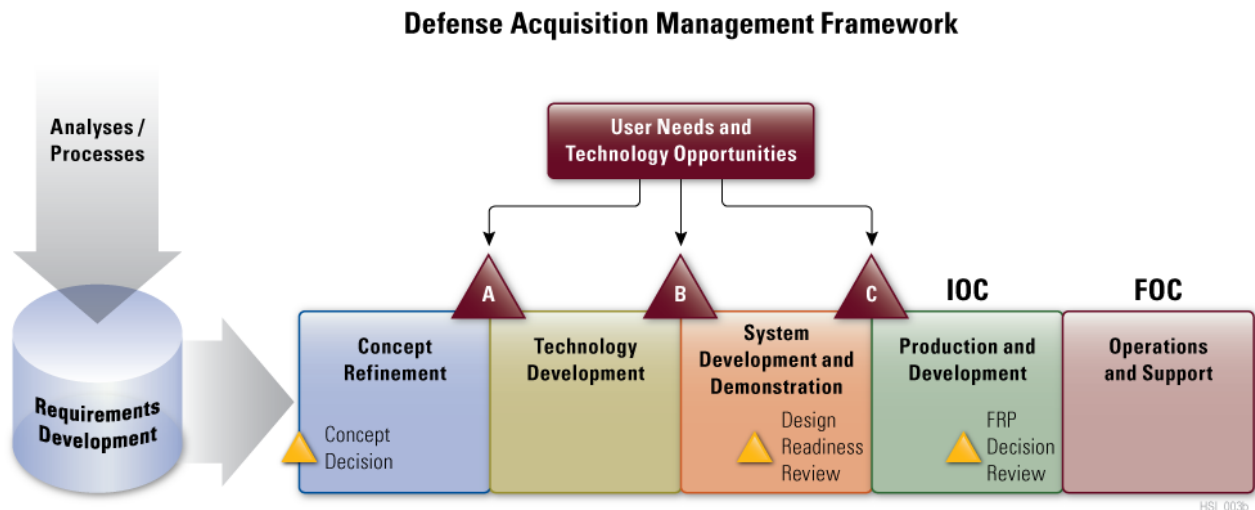 Defense Acquisition Management Framework
Analyses /
Processes
User Needs and
Technology Opportunities
A
B
C
IOC
FOC
Requirements
Development
Concept
Refinement
Technology
Development
System
Development and
Demonstration
Production and
Development
Operations
and Support
Concept
Decision
Design
Readiness
Review
FRP
Decision
Review
HSI_003b